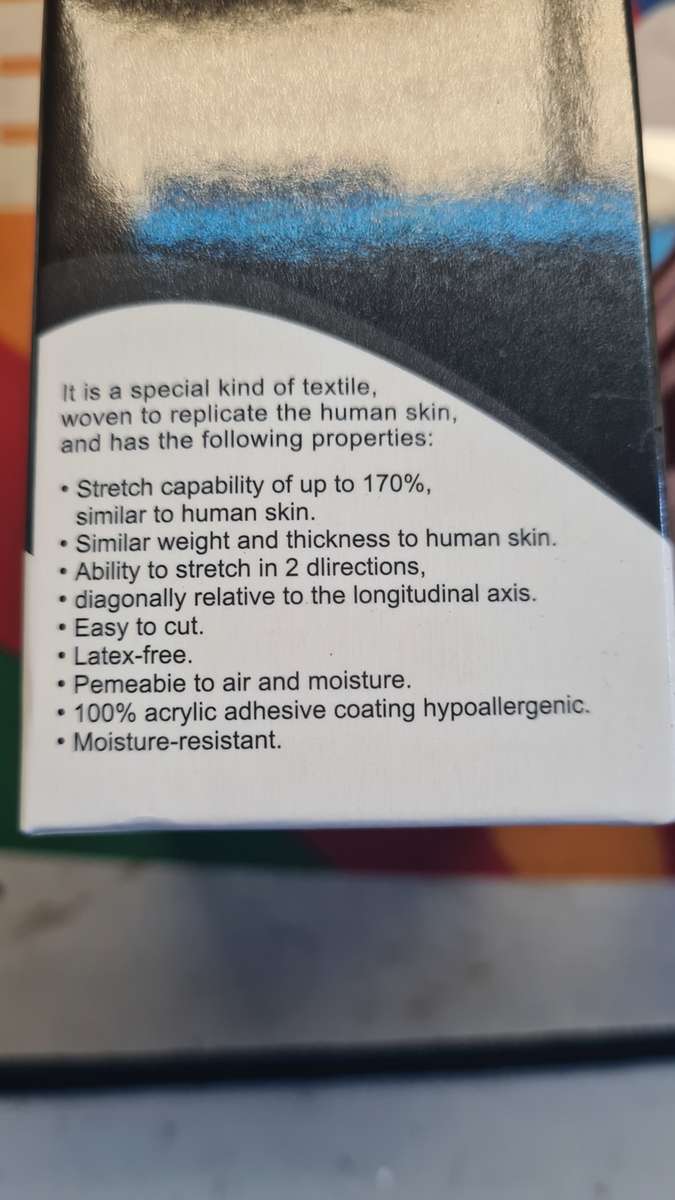 It is a special kind of textile,
woven to replicate the human skin,
and has the following properties:
• Stretch capability of up to 170%,
similar to human skin.
• Similar weight and thickness to human skin.
• Ability to stretch in 2 dlirections,
• diagonally relative to the longitudinal axis.
• Easy to cut.
• Latex-free.
• Pemeabie to air and moisture.
• 100% acrylic adhesive coating hypoallergenic.
• Moisture-resistant.